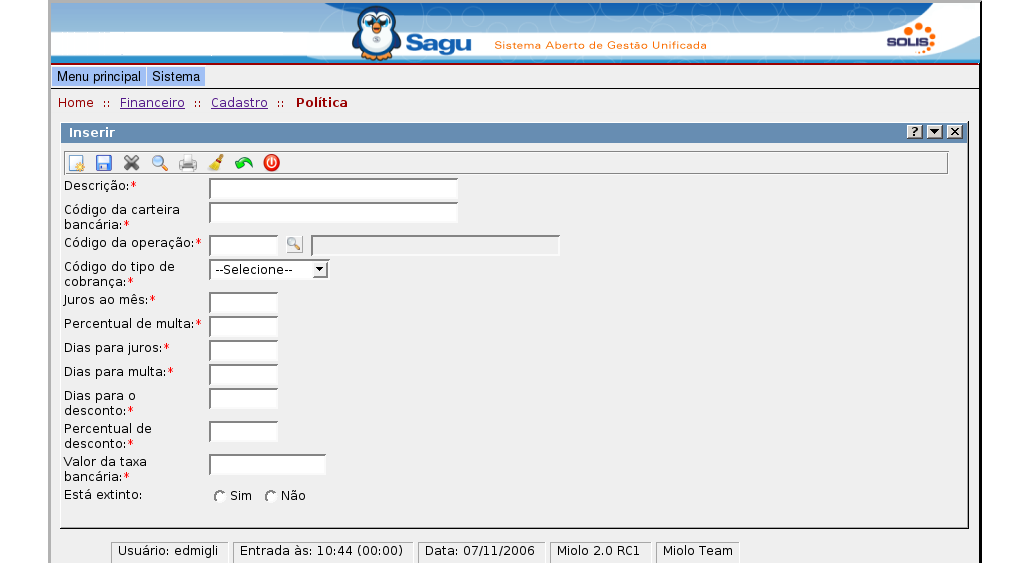 Sagu Sistema Aberto de Gestão Unificada SOLIS
Menu principal Sistema
Home :: Financeiro :: Cadastro :: Política
Inserir ?
Descrição:*
Código da carteira
bancária:*
Código da operação:*
Código do tipo de
cobrança:*
--Selecione--
Juros ao mês:*
Percentual de multa:*
Dias para juros:*
Dias para multa:*
Dias para o
desconto:*
Percentual de
desconto:*
Valor da taxa
bancária:*
Está extinto: Sim Não
Usuário: edmigli Entrada às: 10:44 (00:00) Data: 07/11/2006 Miolo 2.0 RC1 Miolo Team